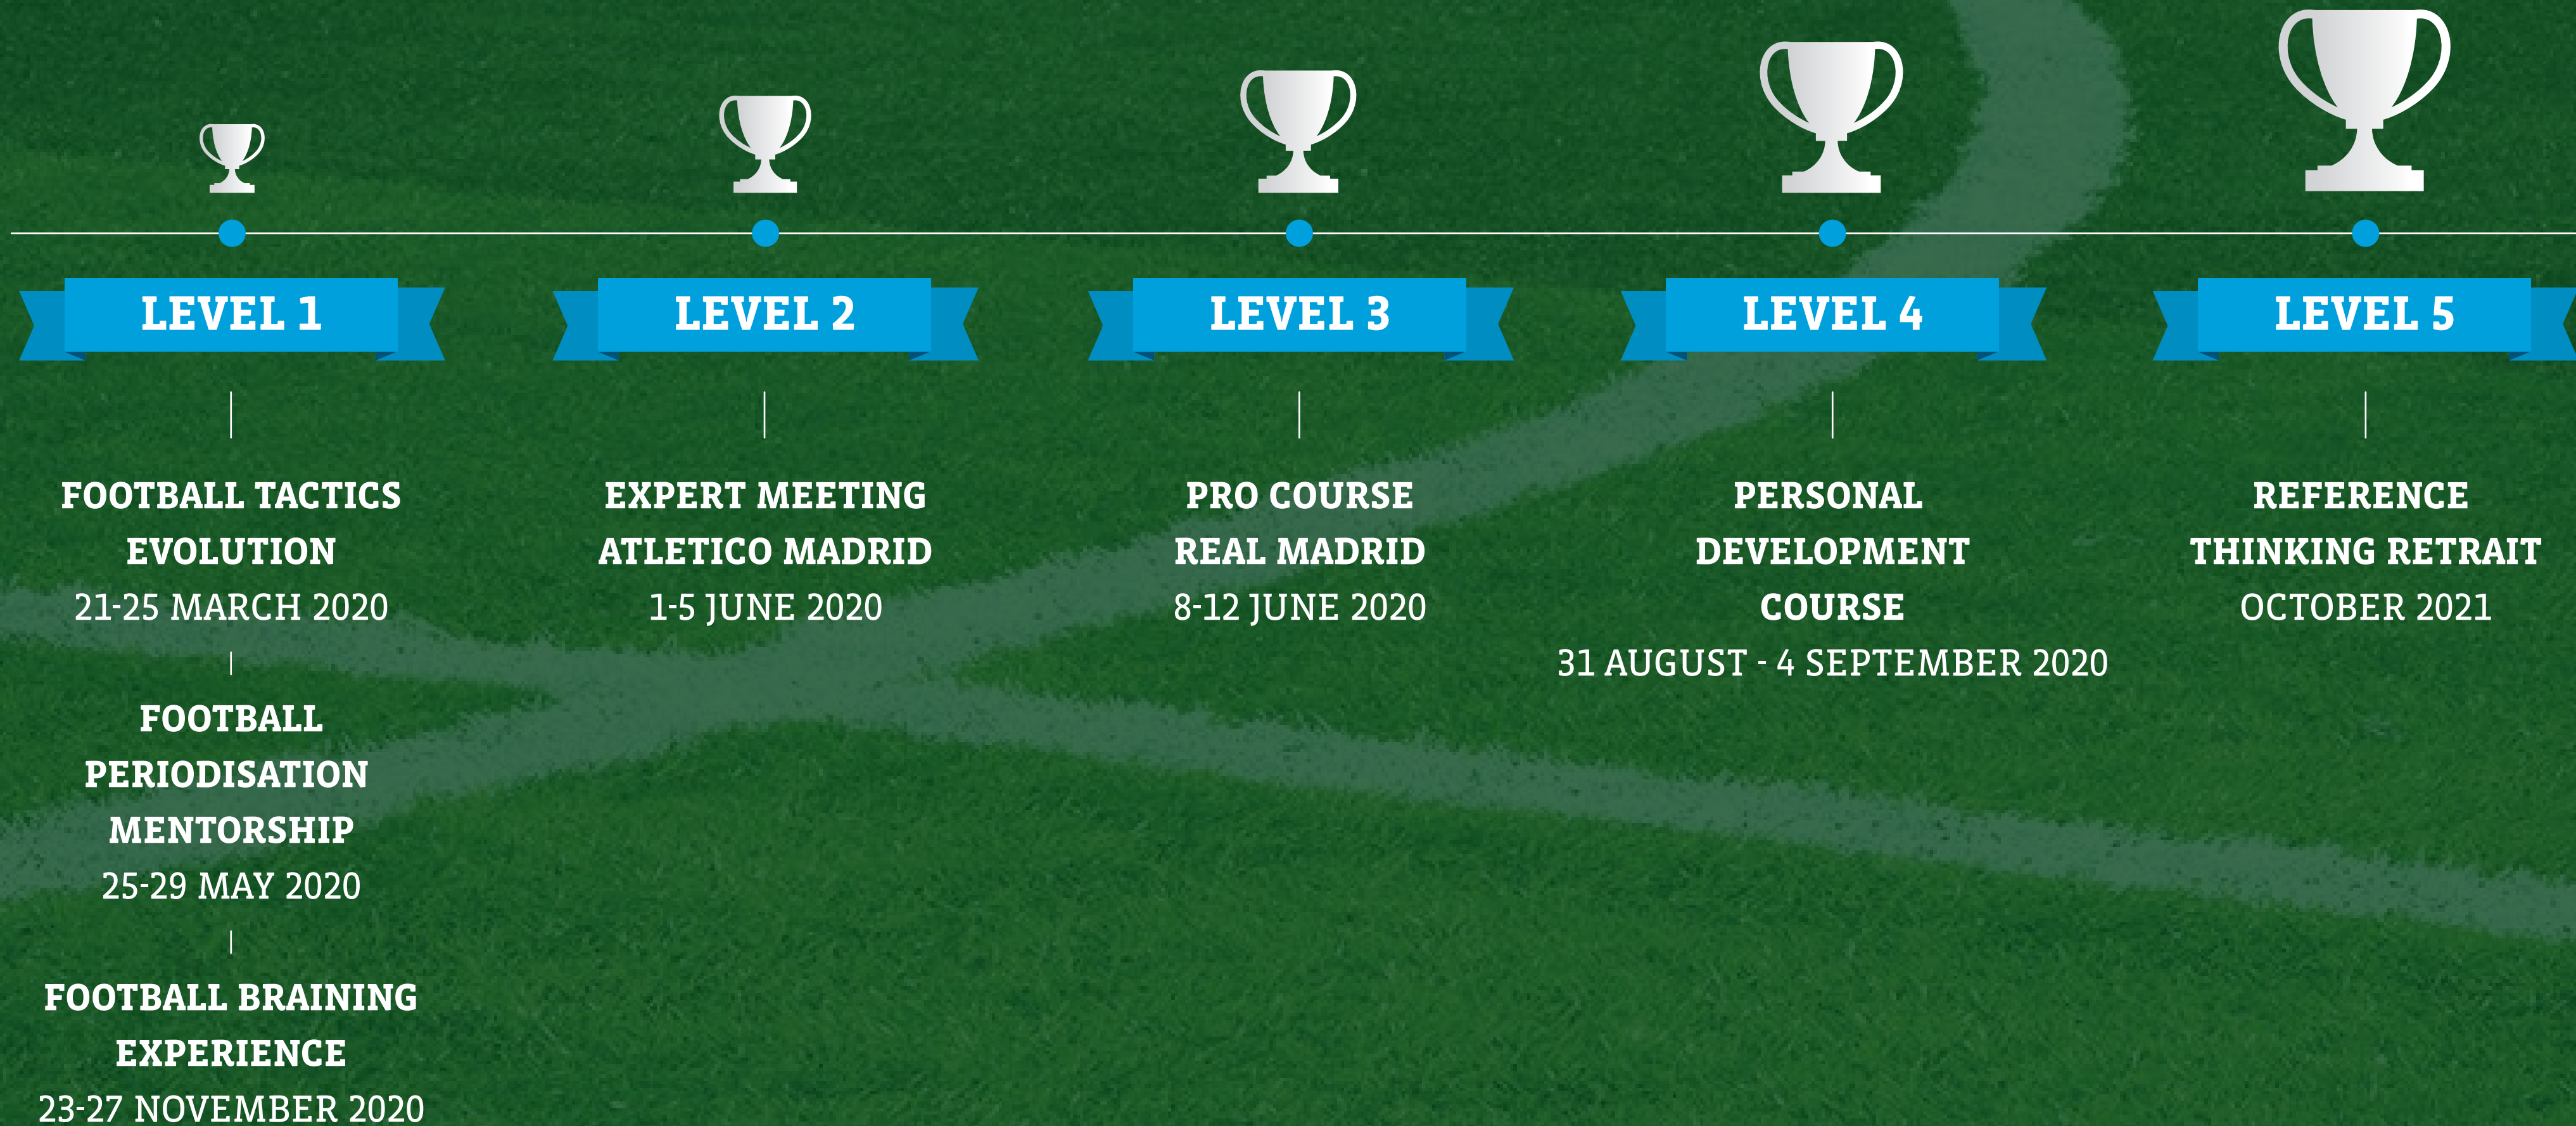 LEVEL 1
FOOTBALL TACTICS
EVOLUTION
21-25 MARCH 2020
FOOTBALL
PERIODISATION
MENTORSHIP
25-29 MAY 2020
FOOTBALL BRAINING
EXPERIENCE
23-27 NOVEMBER 2020
LEVEL 2
EXPERT MEETING
ATLETICO MADRID
1-5 JUNE 2020
LEVEL 3
PRO COURSE
REAL MADRID
8-12 JUNE 2020
LEVEL 4
PERSONAL
DEVELOPMENT
COURSE
31 AUGUST - 4 SEPTEMBER 2020
LEVEL 5
REFERENCE
THINKING RETRAIT
OCTOBER 2021